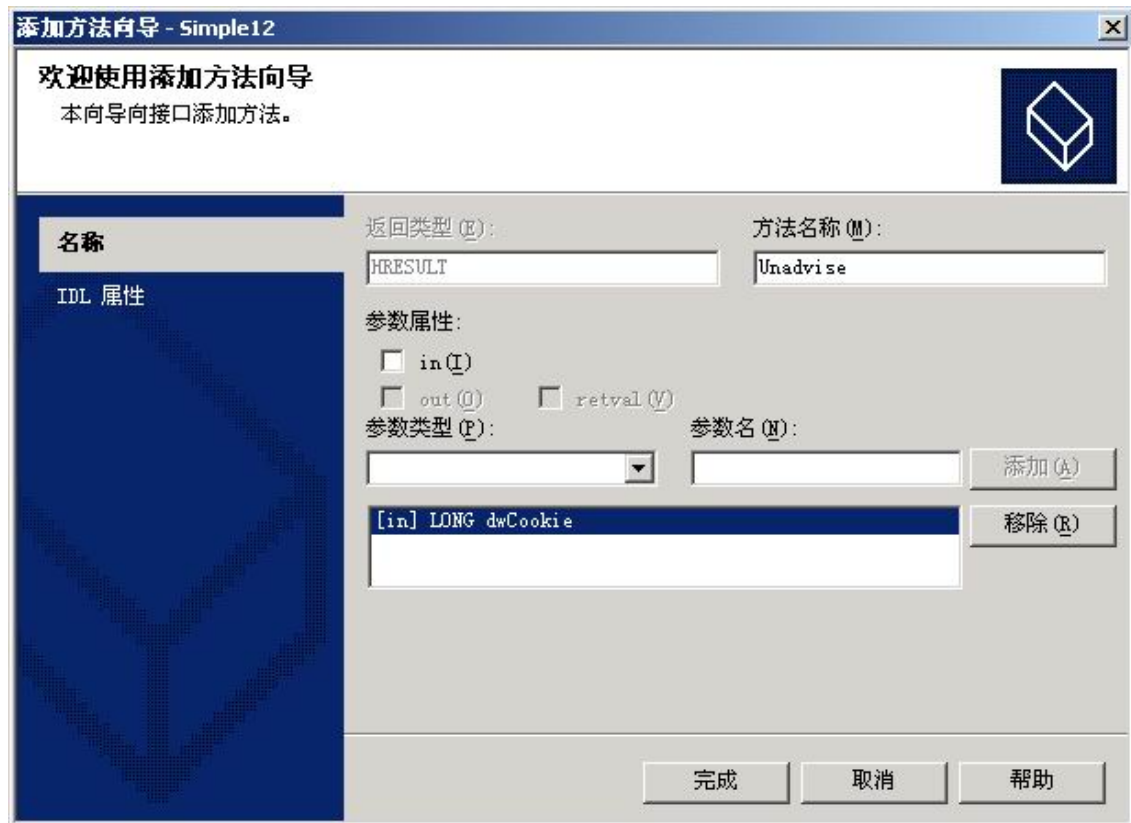 添加方法向导 - Simple12
欢迎使用添加方法向导
本向导向接口添加方法。
名称
IDL 属性
返回类型(E):
方法名称(M):
HRESULT
Unadvise
参数属性:
in(I)
out(O) retval(V)
参数类型(P):
参数名(N):
添加(A)
[in] LONG dwCookie
移除(R)
完成
取消
帮助